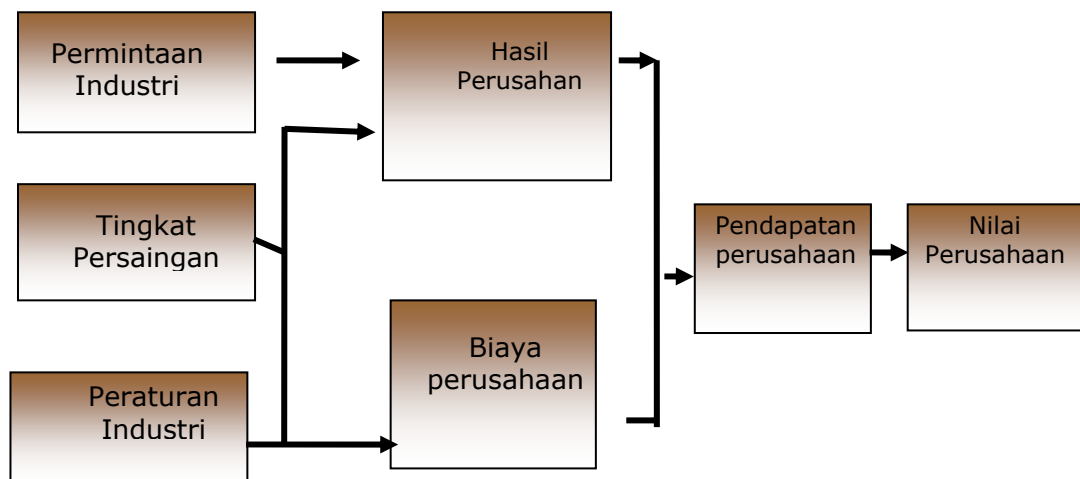 Permintaan
Industri
Hasil
Perusahan
Tingkat
Persaingan
Pendapatan
perusahaan
Nilai
Perusahaan
Biaya
perusahaan
Peraturan
Industri